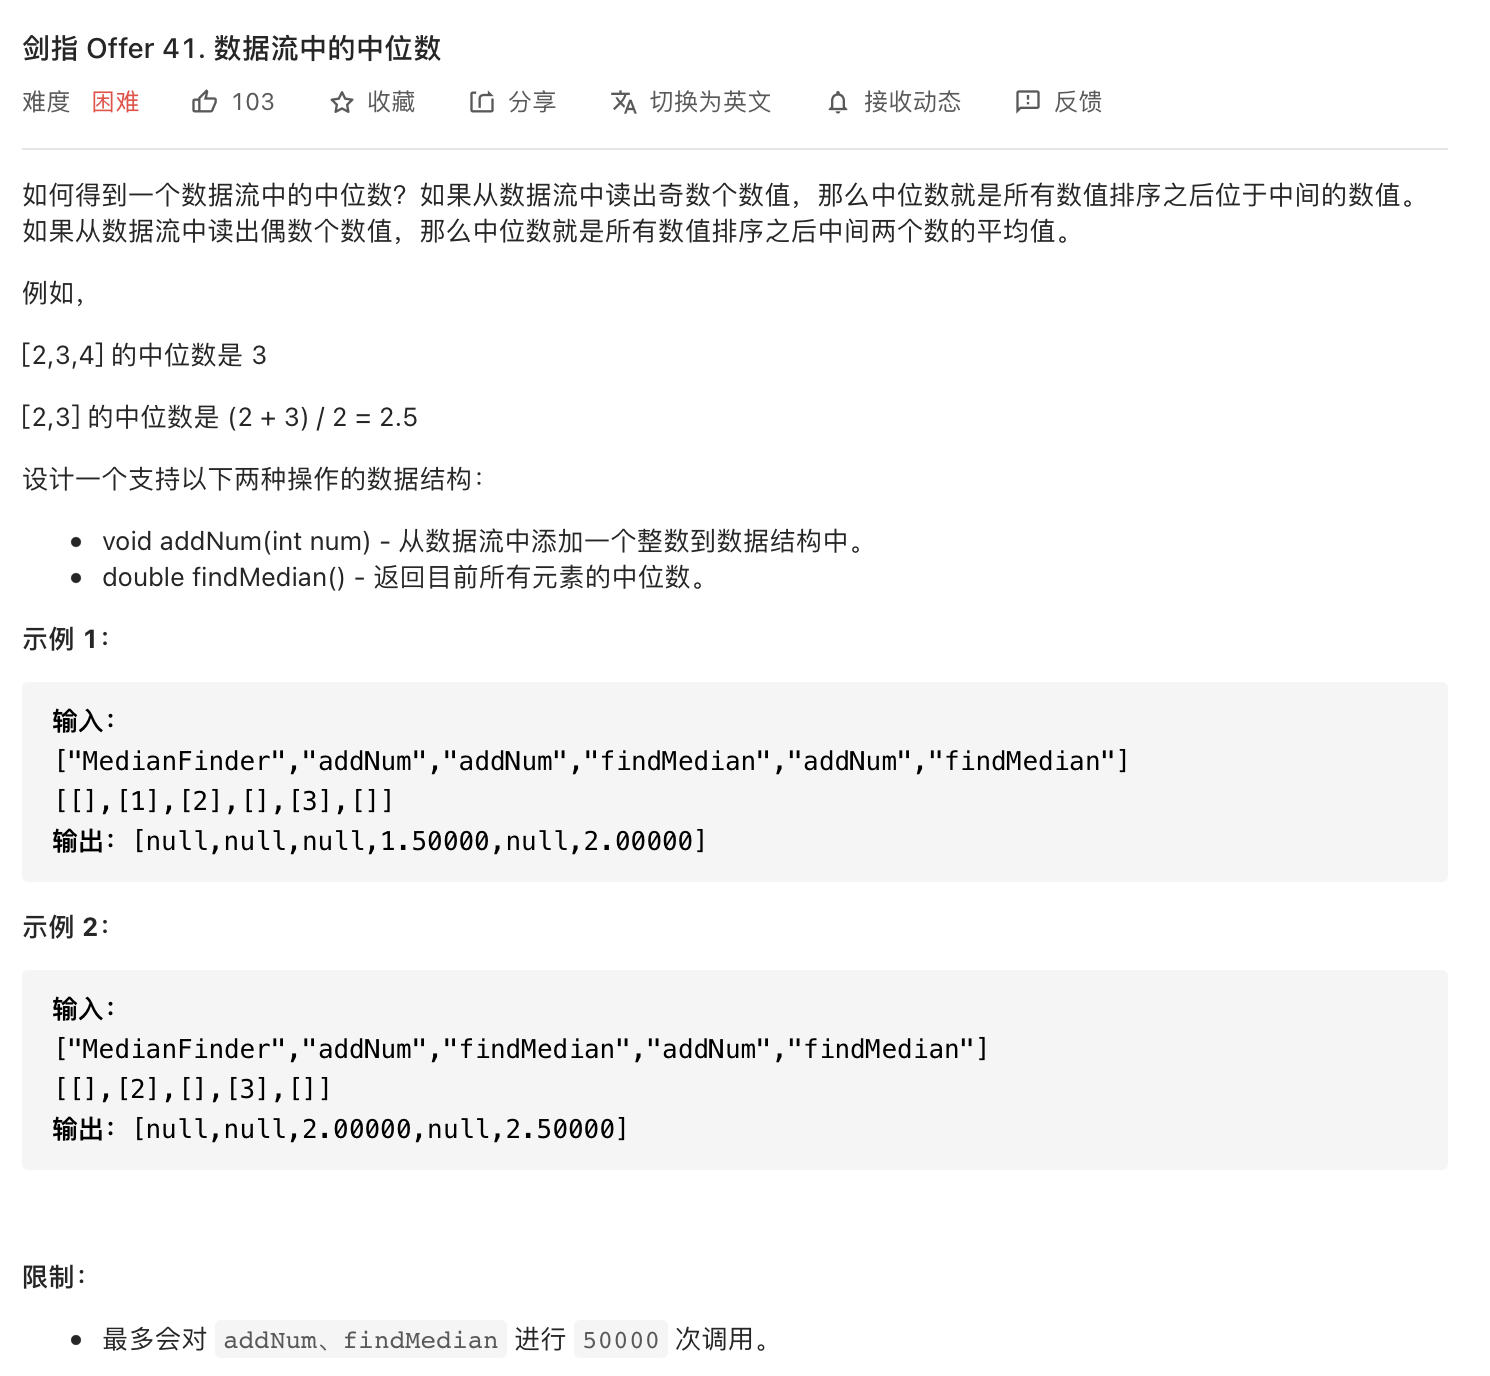 剑指 Offer 41. 数据流中的中位数
难度 困难 103 收藏 分享 切换为英文 接收动态 反馈
如何得到一个数据流中的中位数？如果从数据流中读出奇数个数值，那么中位数就是所有数值排序之后位于中间的数值。
如果从数据流中读出偶数个数值，那么中位数就是所有数值排序之后中间两个数的平均值。
例如，
[2,3,4] 的中位数是 3
[2,3] 的中位数是 (2 + 3) / 2 = 2.5
设计一个支持以下两种操作的数据结构：
• void addNum(int num) - 从数据流中添加一个整数到数据结构中。
• double findMedian() - 返回目前所有元素的中位数。
示例 1：
输入：
["MedianFinder","addNum","addNum","findMedian","addNum","findMedian"]
[[],[1],[2],[],[3],[]]
输出：[null,null,null,1.50000,null,2.00000]
示例 2：
输入：
["MedianFinder","addNum","findMedian","addNum","findMedian"]
[[],[2],[],[3],[]]
输出：[null,null,2.00000,null,2.50000]
限制：
• 最多会对 addNum、findMedian 进行 50000 次调用。